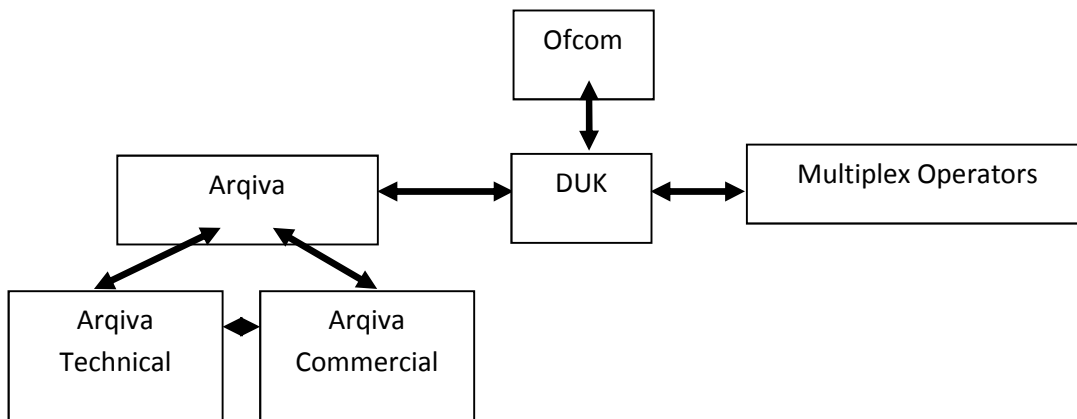 Ofcom
Arqiva
DUK
Multiplex Operators
Arqiva
Technical
Arqiva
Commercial